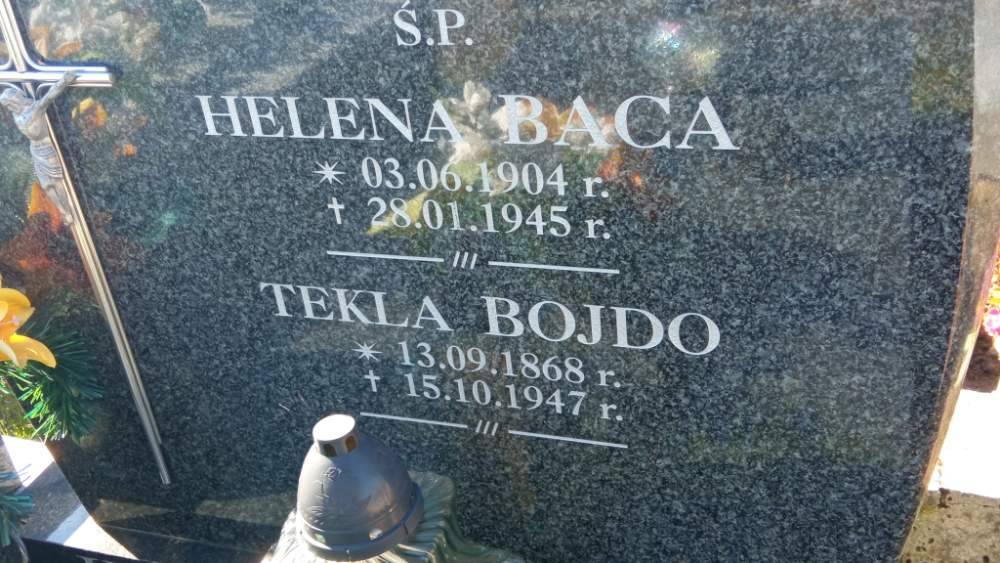 Ś.P.
HELENA BACA
✴ 03.06.1904 r.
✝ 28.01.1945 r.
TEKLA BOJDO
✴ 13.09.1868 r.
✝ 15.10.1947 r.